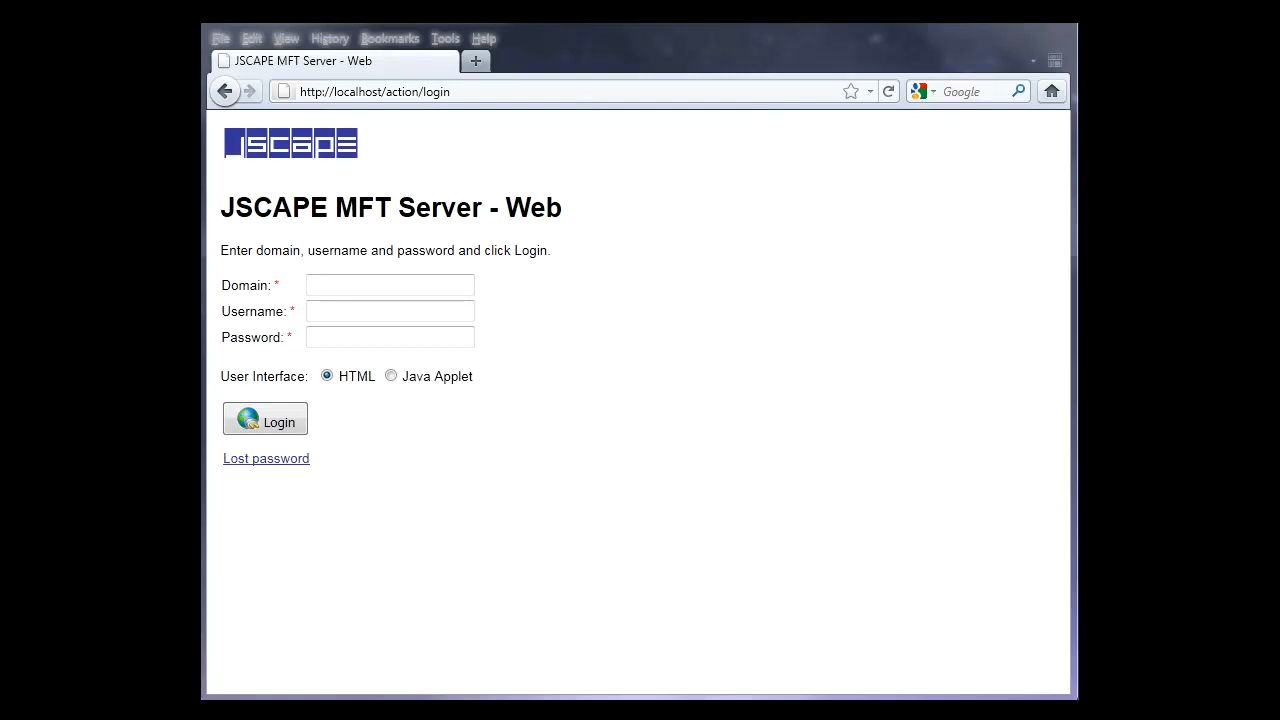 File Edit View History Bookmarks Tools Help
JSCAPE MFT Server - Web
http://localhost/action/login
Google
jscape
JSCAPE MFT Server - Web
Enter domain, username and password and click Login.
Domain: *
Username: *
Password: *
User Interface: HTML Java Applet
Login
Lost password